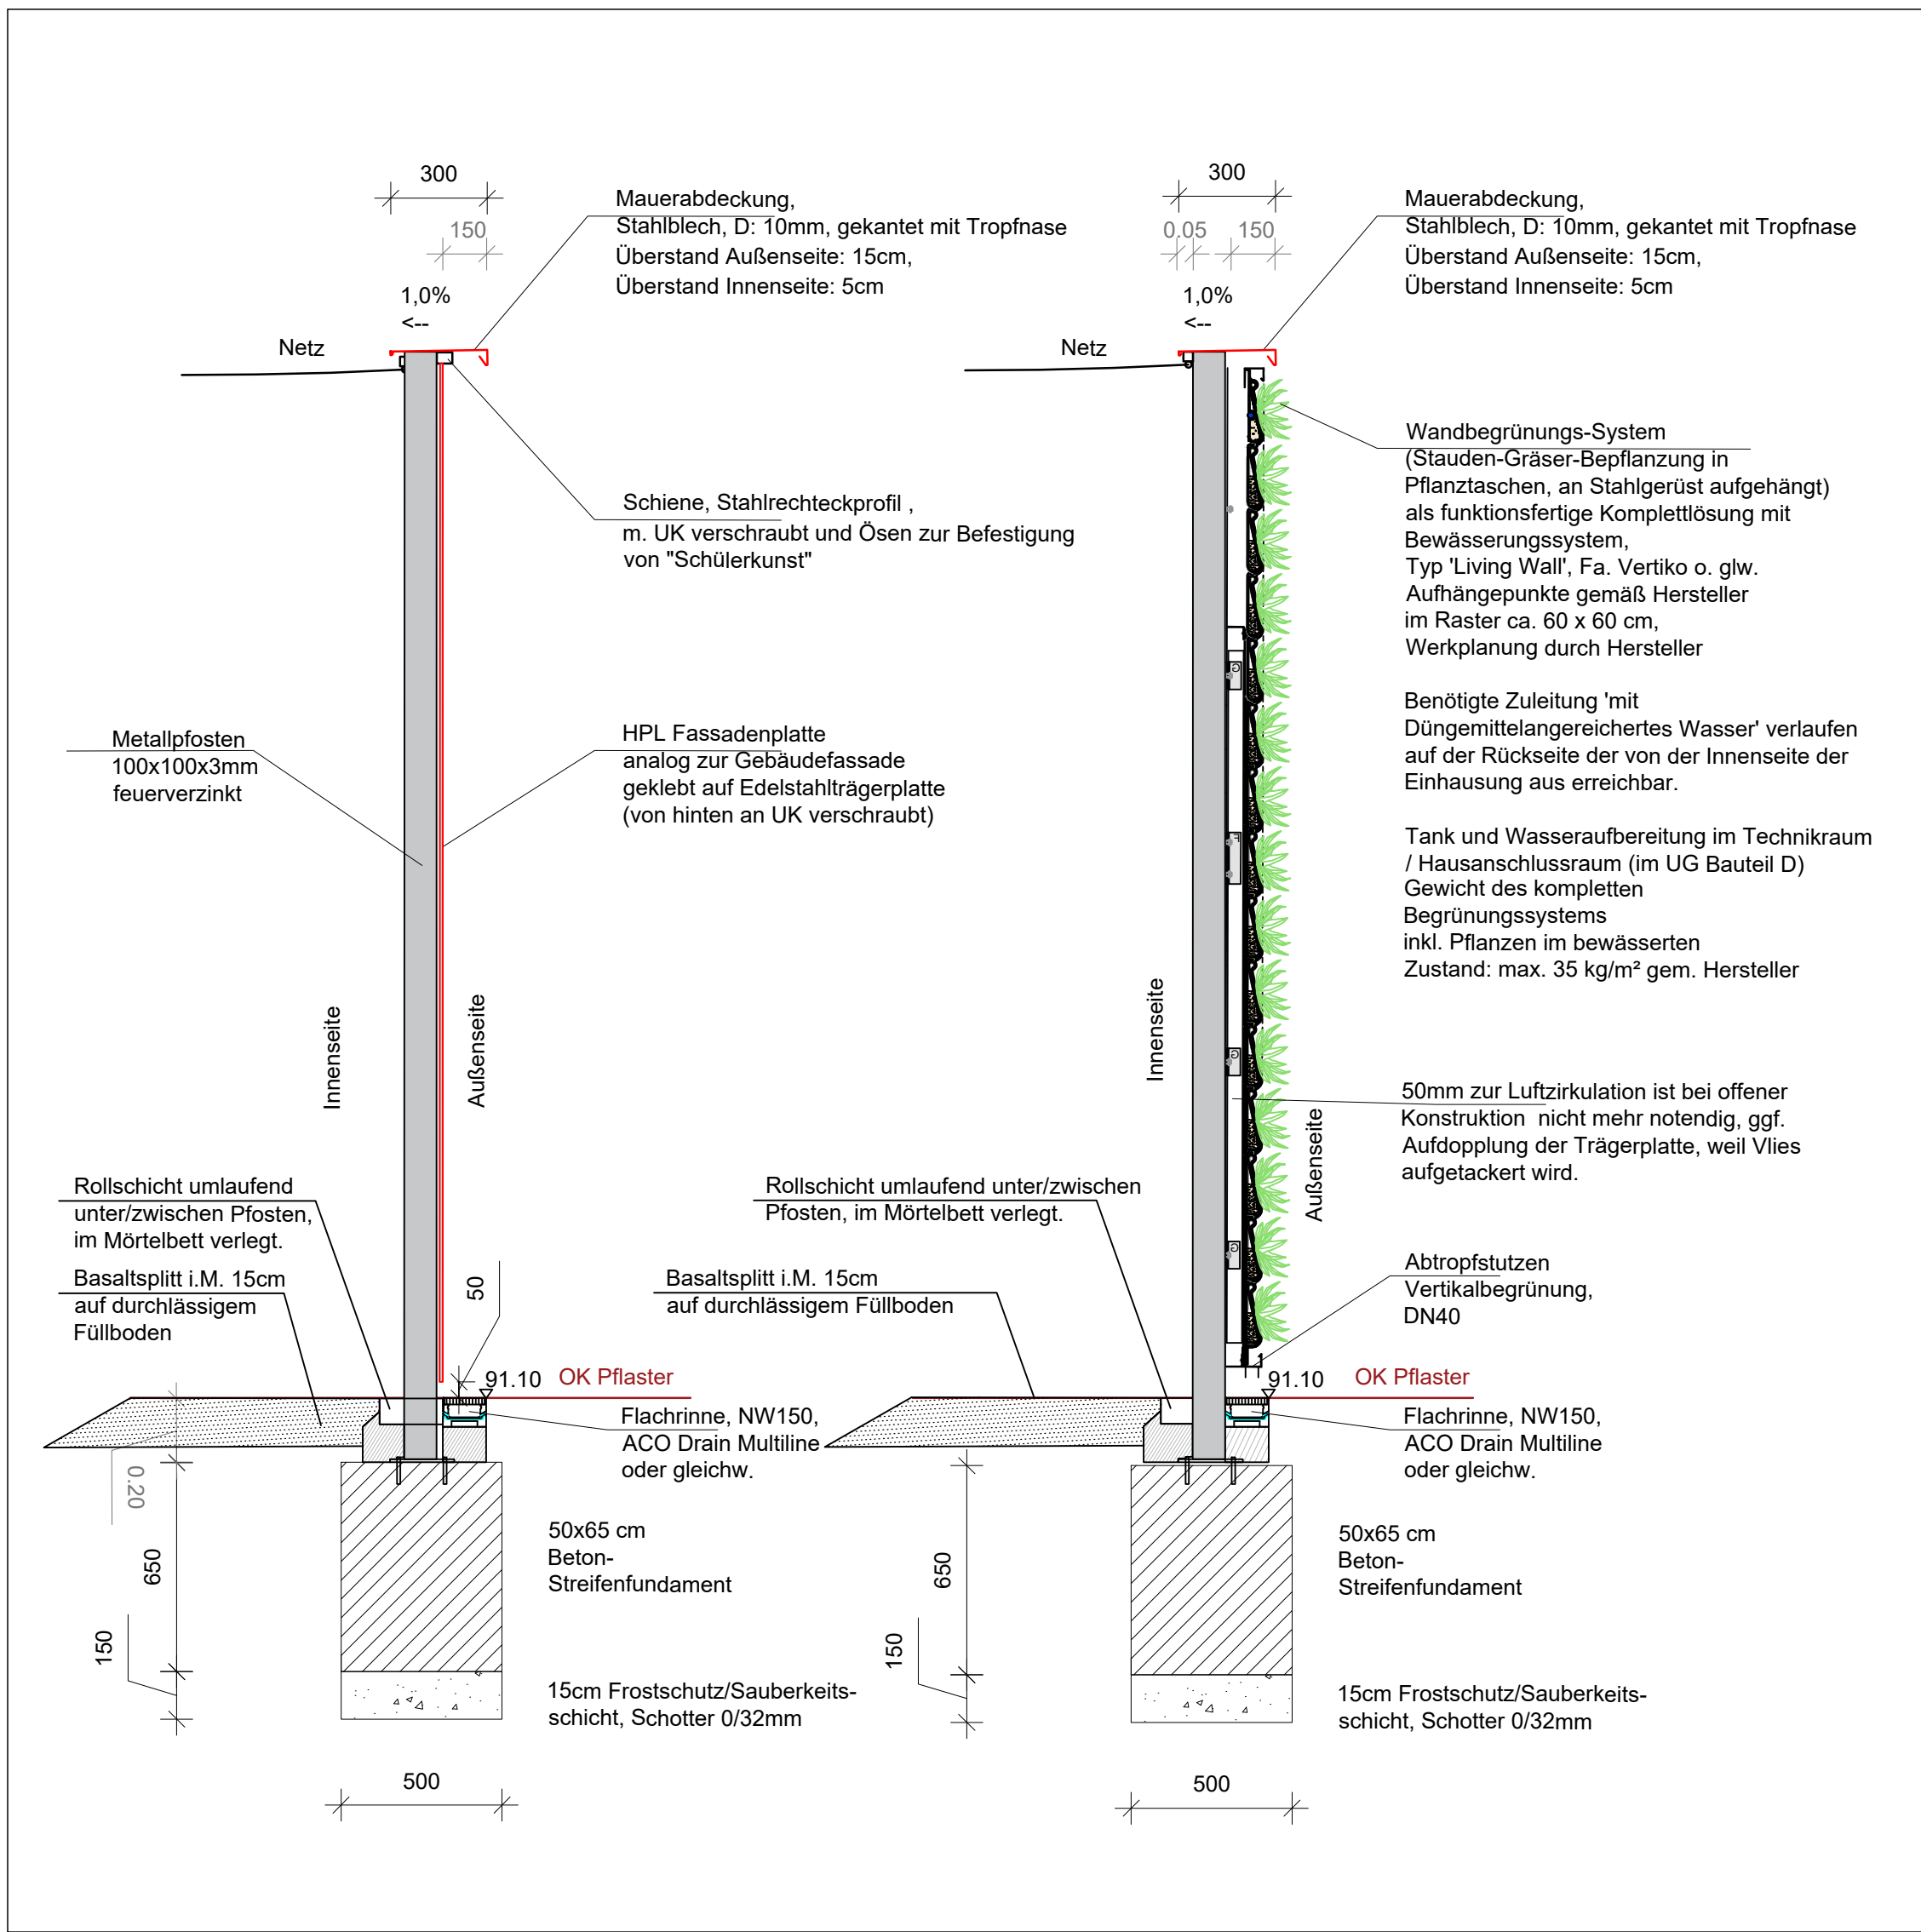 300
150
1,0%
<--
Netz
Mauerabdeckung,
Stahlblech, D: 10mm, gekantet mit Tropfnase
Überstand Außenseite: 15cm,
Überstand Innenseite: 5cm
Schiene, Stahlrechteckprofil ,
m. UK verschraubt und Ösen zur Befestigung
von "Schülerkunst"
Metallpfosten
100x100x3mm
feuerverzinkt
HPL Fassadenplatte
analog zur Gebäudefassade
geklebt auf Edelstahlträgerplatte
(von hinten an UK verschraubt)
Innenseite
Außenseite
Rollschicht umlaufend
unter/zwischen Pfosten,
im Mörtelbett verlegt.
Basaltsplitt i.M. 15cm
auf durchlässigem
Füllboden
50
91.10
OK Pflaster
Flachrinne, NW150,
ACO Drain Multiline
oder gleichw.
0.20
650
150
50x65 cm
Beton-
Streifenfundament
15cm Frostschutz/Sauberkeits-
schicht, Schotter 0/32mm
500
300
0.05
150
1,0%
<--
Netz
Mauerabdeckung,
Stahlblech, D: 10mm, gekantet mit Tropfnase
Überstand Außenseite: 15cm,
Überstand Innenseite: 5cm
Wandbegrünungs-System
(Stauden-Gräser-Bepflanzung in
Pflanztaschen, an Stahlgerüst aufgehängt)
als funktionsfertige Komplettlösung mit
Bewässerungssystem,
Typ 'Living Wall', Fa. Vertiko o. glw.
Aufhängepunkte gemäß Hersteller
im Raster ca. 60 x 60 cm,
Werkplanung durch Hersteller
Benötigte Zuleitung 'mit
Düngemittelangereichertes Wasser' verlaufen
auf der Rückseite der von der Innenseite der
Einhausung aus erreichbar.
Tank und Wasseraufbereitung im Technikraum
/ Hausanschlussraum (im UG Bauteil D)
Gewicht des kompletten
Begrünungssystems
inkl. Pflanzen im bewässerten
Zustand: max. 35 kg/m² gem. Hersteller
Innenseite
Außenseite
50mm zur Luftzirkulation ist bei offener
Konstruktion nicht mehr notendig, ggf.
Aufdopplung der Trägerplatte, weil Vlies
aufgetackert wird.
Rollschicht umlaufend unter/zwischen
Pfosten, im Mörtelbett verlegt.
Basaltsplitt i.M. 15cm
auf durchlässigem Füllboden
Abtropfstutzen
Vertikalbegrünung,
DN40
91.10
OK Pflaster
Flachrinne, NW150,
ACO Drain Multiline
oder gleichw.
650
150
50x65 cm
Beton-
Streifenfundament
15cm Frostschutz/Sauberkeits-
schicht, Schotter 0/32mm
500